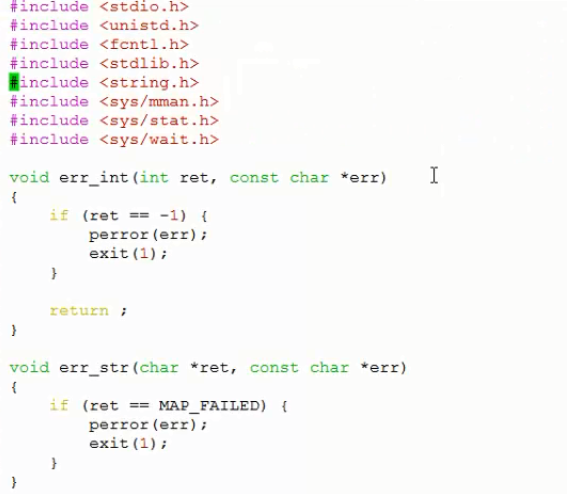 #include <stdio.h>
#include <unistd.h>
#include <fcntl.h>
#include <stdlib.h>
#include <string.h>
#include <sys/mman.h>
#include <sys/stat.h>
#include <sys/wait.h>

void err_int(int ret, const char *err)
{
    if (ret == -1) {
        perror(err);
        exit(1);
    }

    return ;
}

void err_str(char *ret, const char *err)
{
    if (ret == MAP_FAILED) {
        perror(err);
        exit(1);
    }
}